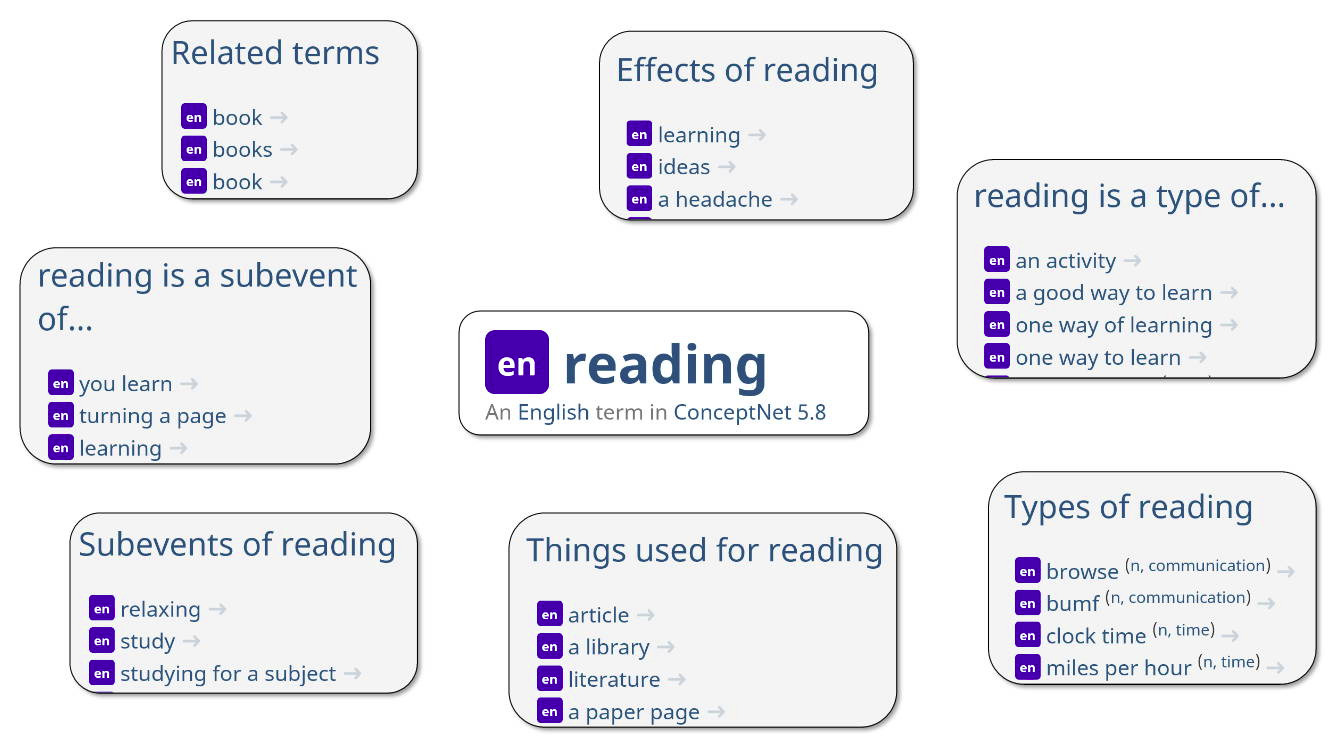 Related terms
en book →
en books →
en book →
Effects of reading
en learning →
en ideas →
en a headache →
reading is a type of...
en an activity →
en a good way to learn →
en one way of learning →
en one way to learn →
reading is a subevent
of...
en you learn →
en turning a page →
en learning →
en reading
An English term in ConceptNet 5.8
Subevents of reading
en relaxing →
en study →
en studying for a subject →
Things used for reading
en article →
en a library →
en literature →
en a paper page →
Types of reading
en browse (n, communication) →
en bumf (n, communication) →
en clock time (n, time) →
en miles per hour (n, time) →